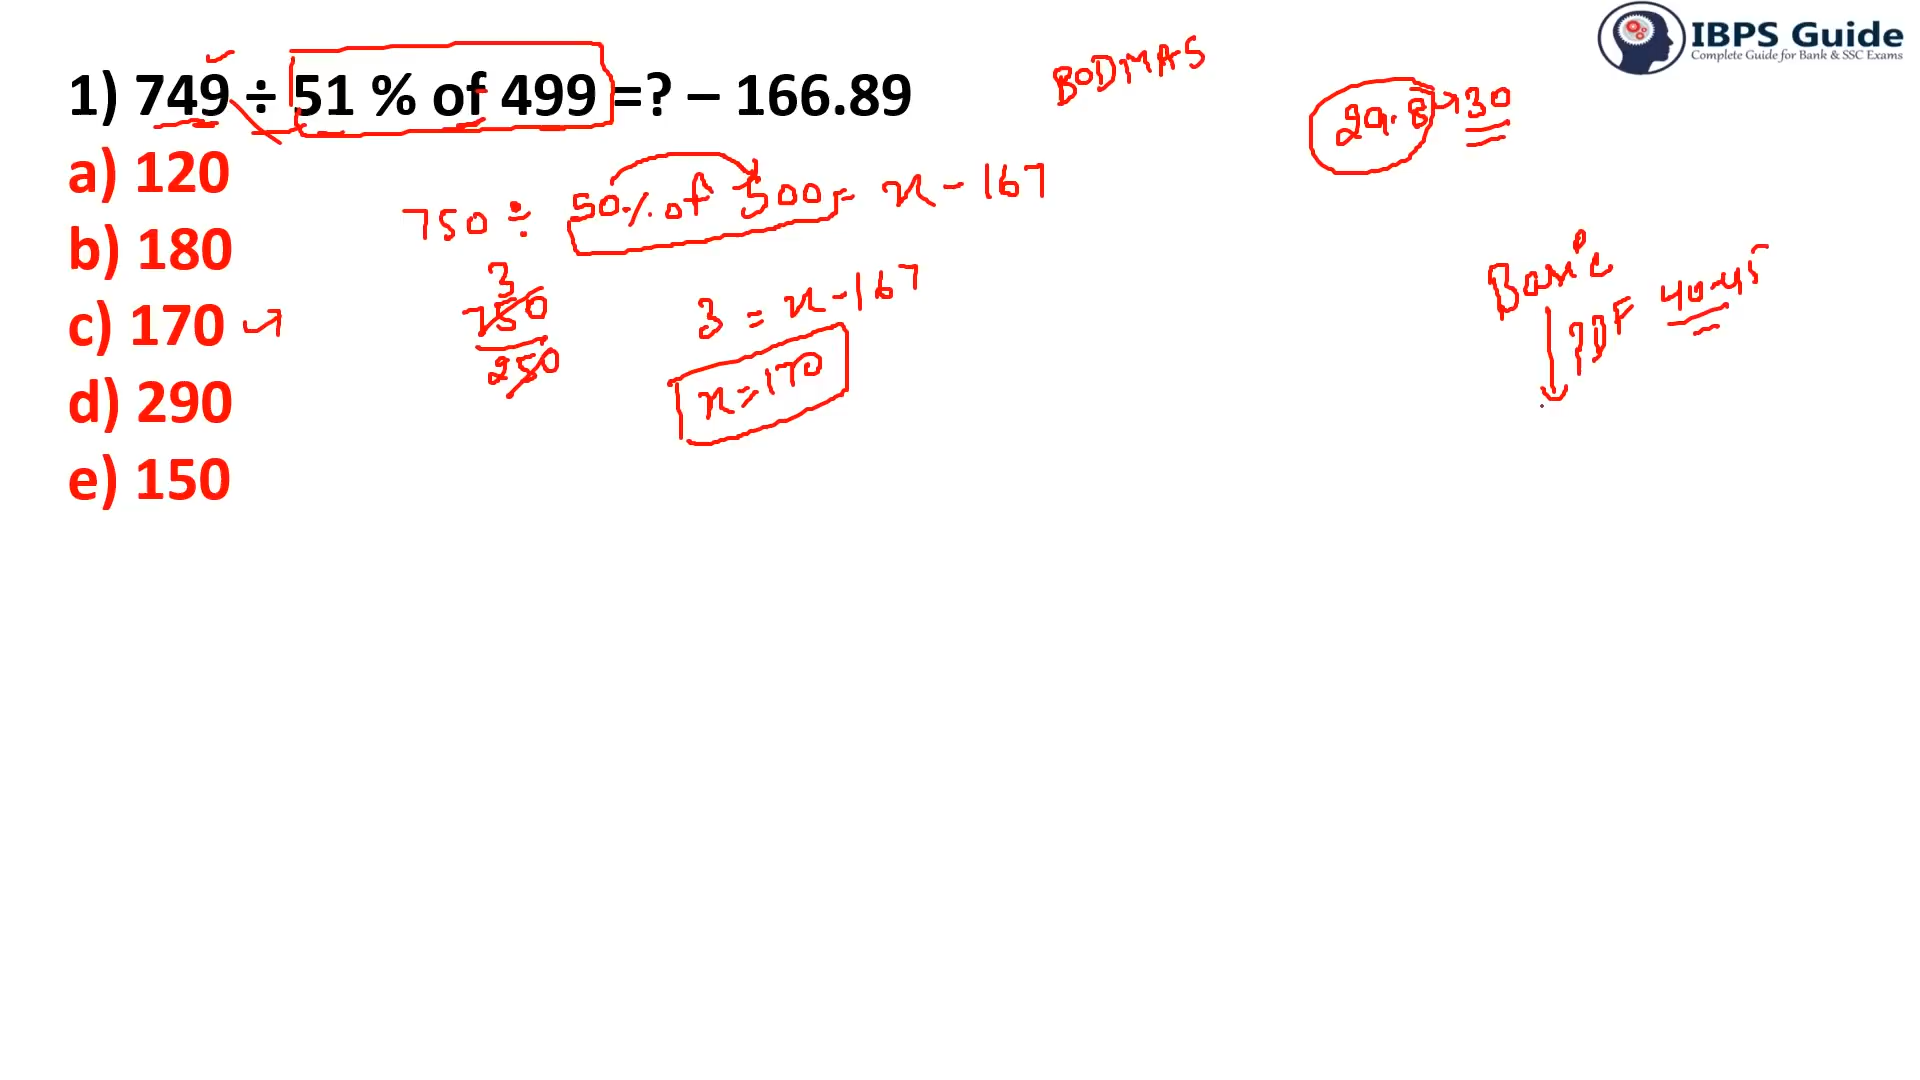 IBPS Guide
Complete Guide for Bank & SSC Exams
1) 749 ÷ 51 % of 499 =? – 166.89
BODMAS
29.8 → 30
a) 120
750 ÷ 50% of 500 = x - 167
b) 180
3
750
250
3 = x - 167
Basic
PDF 40-45
c) 170
x = 170
d) 290
e) 150